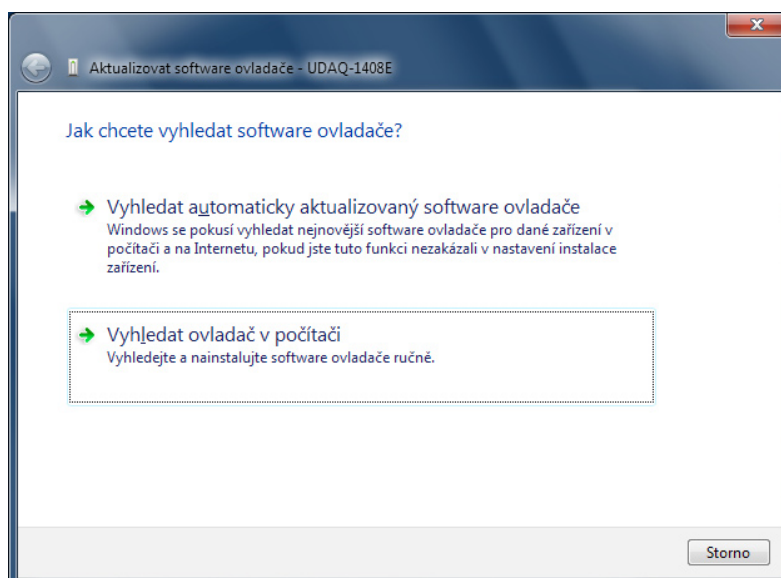 Aktualizovat software ovladače - UDAQ-1408E
Jak chcete vyhledat software ovladače?
Vyhledat automaticky aktualizovaný software ovladače
Windows se pokusí vyhledat nejnovější software ovladače pro dané zařízení v
počítači a na Internetu, pokud jste tuto funkci nezakázali v nastavení instalace
zařízení.
Vyhledat ovladač v počítači
Vyhledejte a nainstalujte software ovladače ručně.
Storno